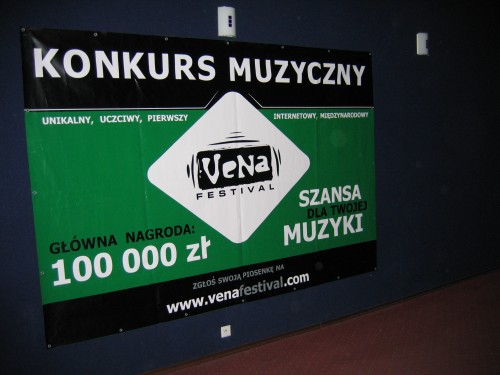 KONKURS MUZYCZNY
UNIKALNY, UCZCIWY, PIERWSZY
INTERNETOWY, MIĘDZYNARODOWY
VeNa
FESTIVAL
GŁÓWNA NAGRODA:
100 000 zł
SZANSA
DLA TWOJEJ
MUZYKI
ZGŁOŚ SWOJĄ PIOSENKĘ NA
www.venafestival.com